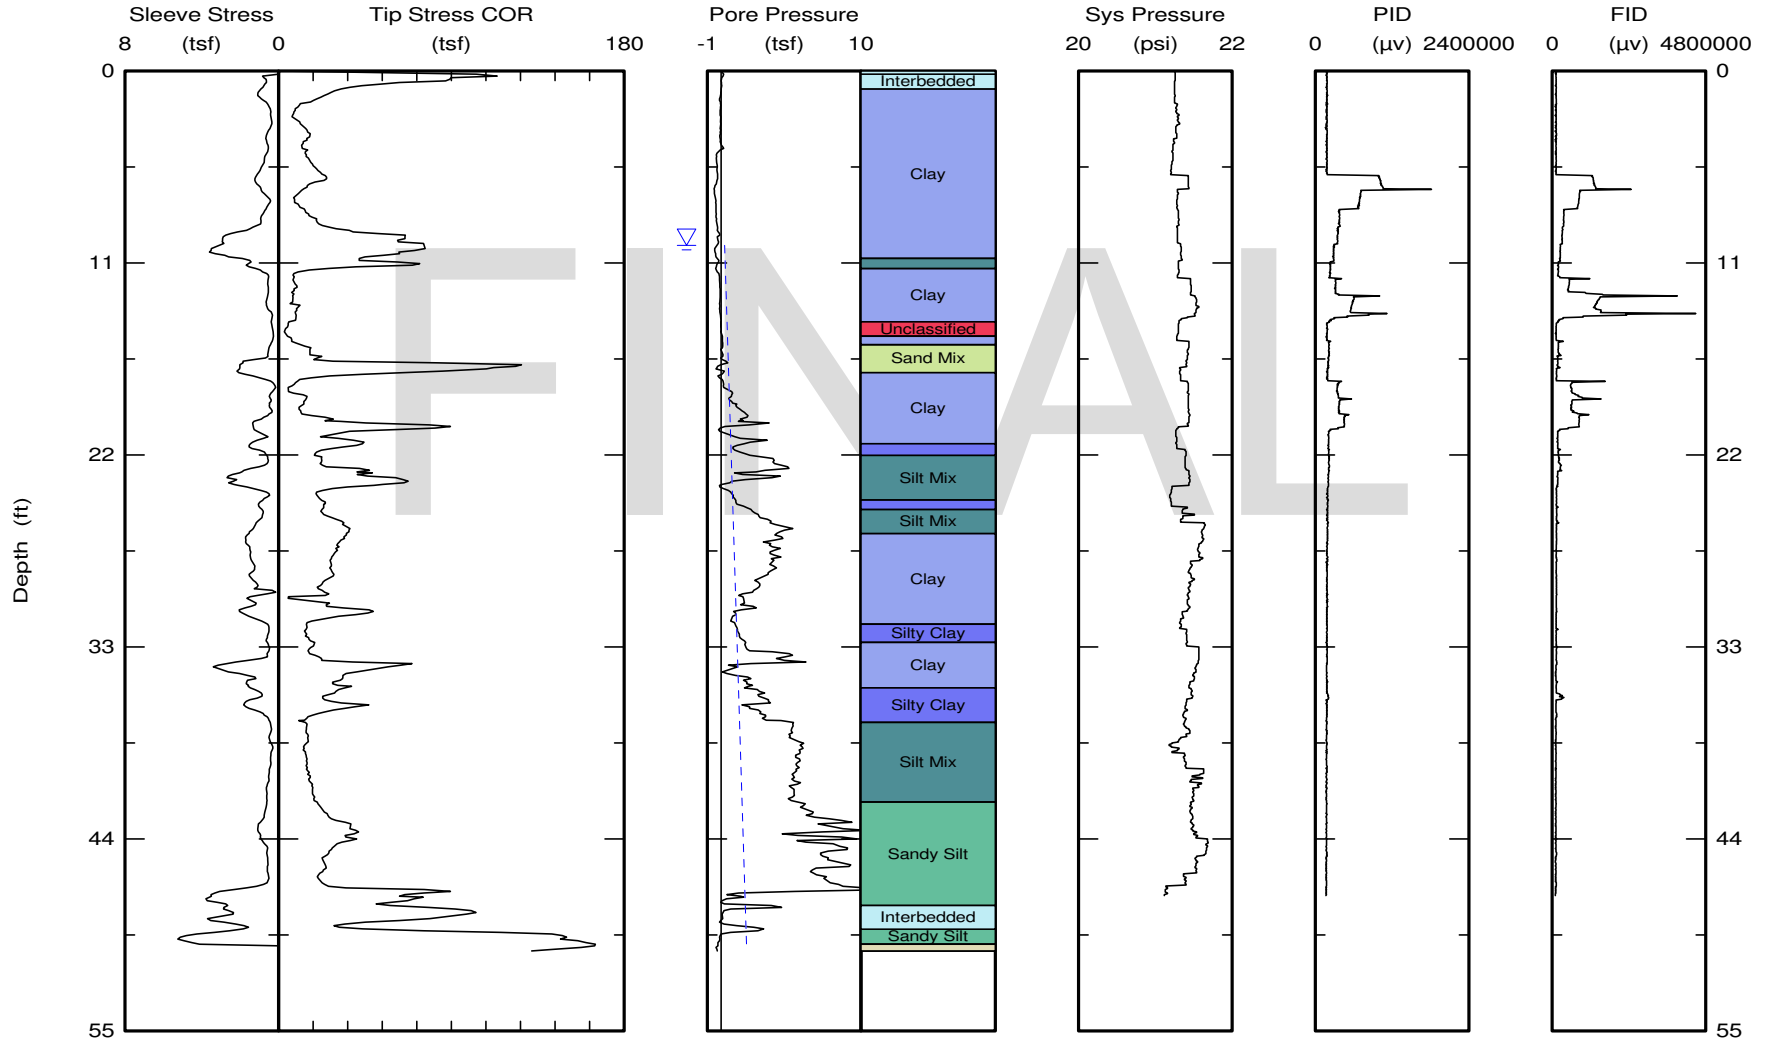 Sleeve Stress Tip Stress COR Pore Pressure Sys Pressure PID FID
8 (tsf) 0 (tsf) 180 -1 (tsf) 10 20 (psi) 22 0 (µv) 2400000 0 (µv) 4800000
0 0
Interbedded
Clay
11 11
Clay
Unclassified
Sand Mix
Clay
22 22
Silt Mix
Silt Mix
Clay
Silty Clay
33 33
Clay
Silty Clay
Silt Mix
44 44
Sandy Silt
Interbedded
Sandy Silt
55 55
Depth (ft)
FINAL